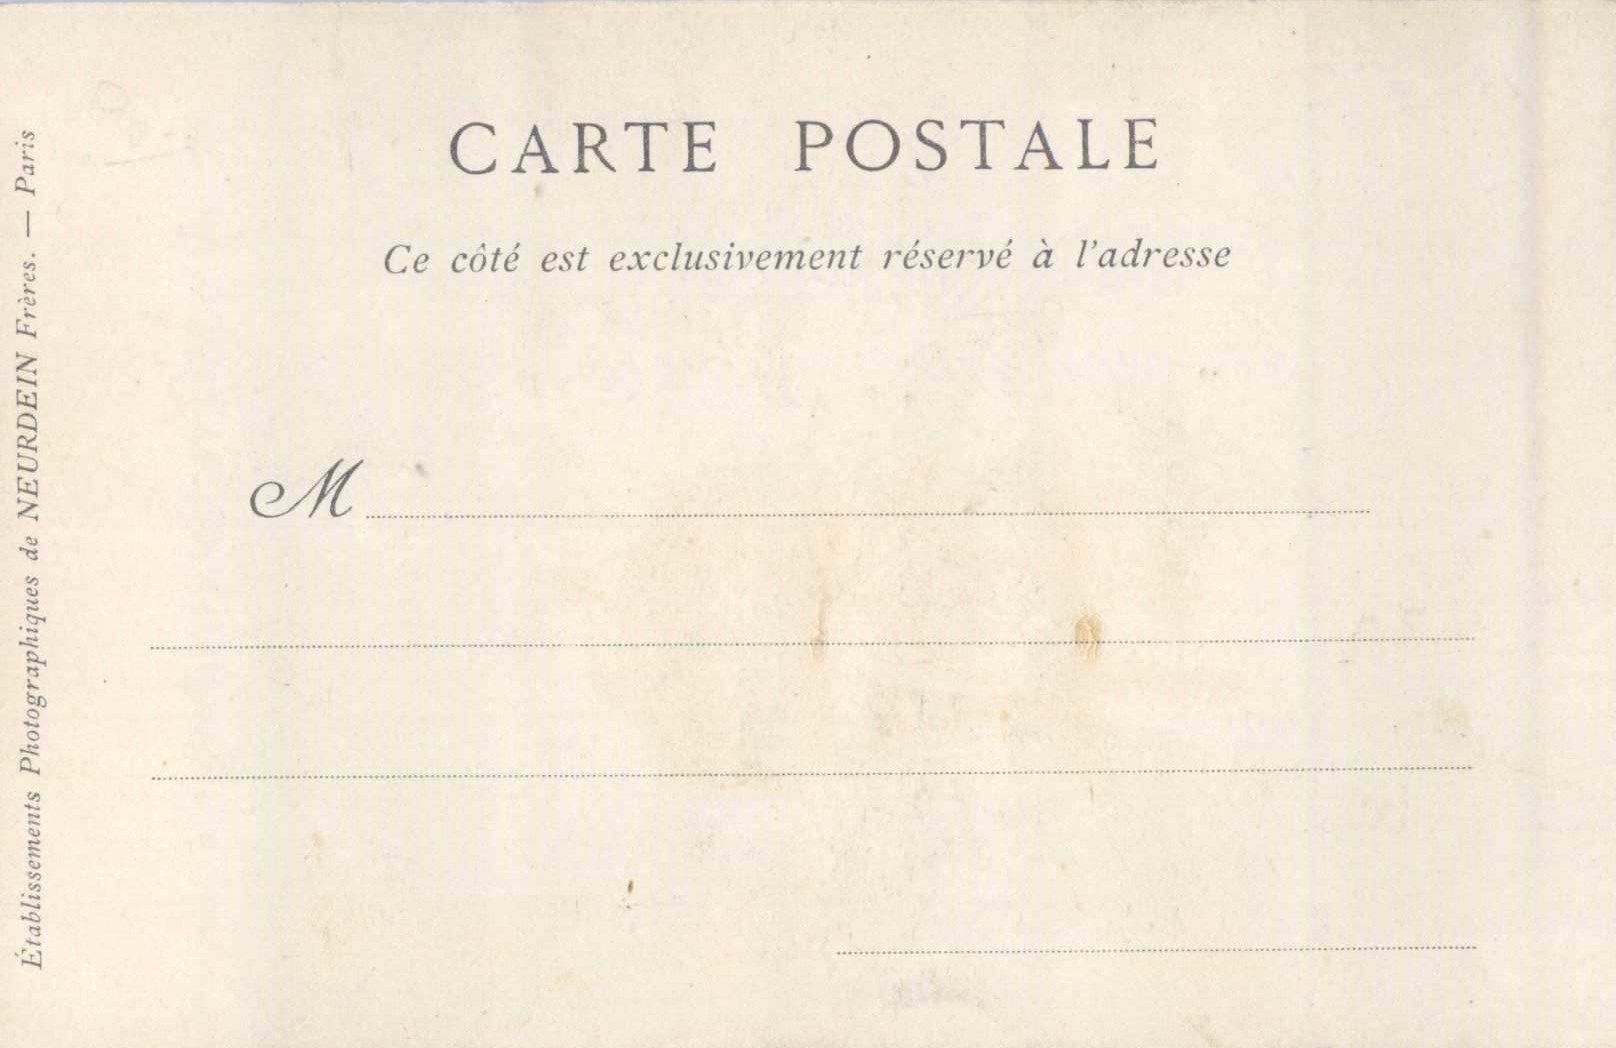 CARTE POSTALE
Ce côté est exclusivement réservé à l'adresse
M
Établissements Photographiques de NEURDEIN Frères. — Paris